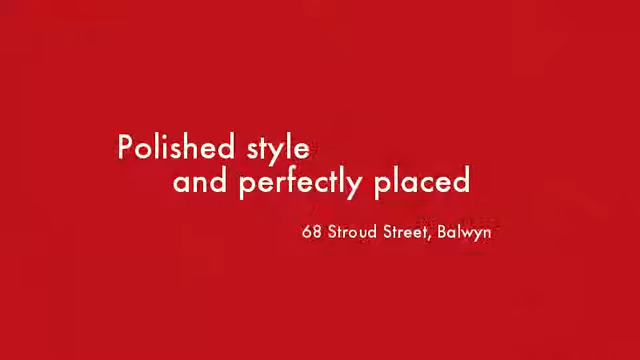 Polished style
and perfectly placed
68 Stroud Street, Balwyn